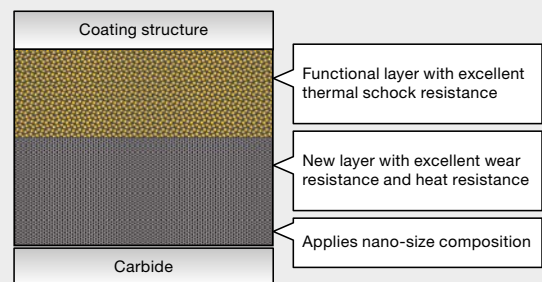 Coating structure
Functional layer with excellent
thermal schock resistance
New layer with excellent wear
resistance and heat resistance
Applies nano-size composition
Carbide